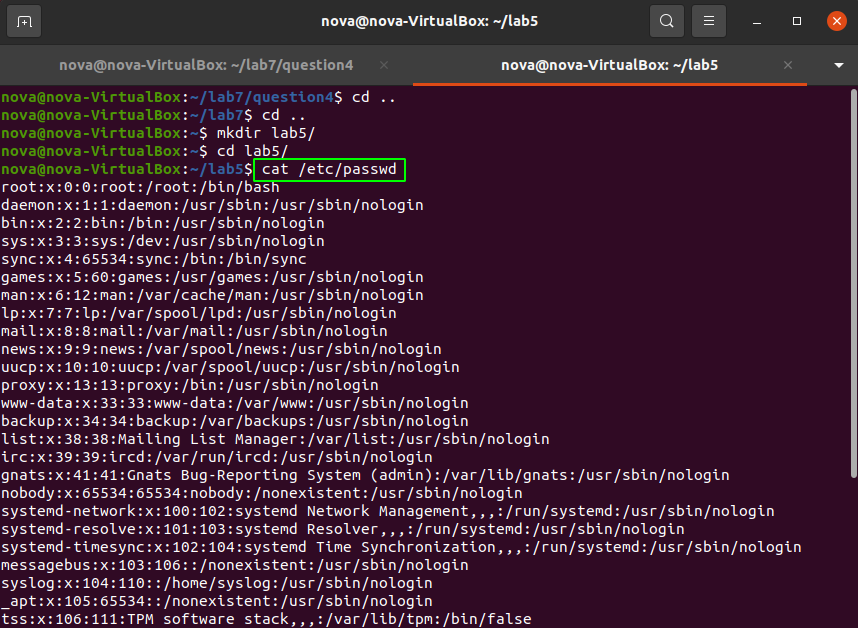 nova@nova-VirtualBox: ~/lab5
nova@nova-VirtualBox: ~/lab7/question4
nova@nova-VirtualBox: ~/lab5
nova@nova-VirtualBox:~/lab7/question4$ cd ..
nova@nova-VirtualBox:~/lab7$ cd ..
nova@nova-VirtualBox:~$ mkdir lab5/
nova@nova-VirtualBox:~$ cd lab5/
nova@nova-VirtualBox:~/lab5$ cat /etc/passwd
root:x:0:0:root:/root:/bin/bash
daemon:x:1:1:daemon:/usr/sbin:/usr/sbin/nologin
bin:x:2:2:bin:/bin:/usr/sbin/nologin
sys:x:3:3:sys:/dev:/usr/sbin/nologin
sync:x:4:65534:sync:/bin:/bin/sync
games:x:5:60:games:/usr/games:/usr/sbin/nologin
man:x:6:12:man:/var/cache/man:/usr/sbin/nologin
lp:x:7:7:lp:/var/spool/lpd:/usr/sbin/nologin
mail:x:8:8:mail:/var/mail:/usr/sbin/nologin
news:x:9:9:news:/var/spool/news:/usr/sbin/nologin
uucp:x:10:10:uucp:/var/spool/uucp:/usr/sbin/nologin
proxy:x:13:13:proxy:/bin:/usr/sbin/nologin
www-data:x:33:33:www-data:/var/www:/usr/sbin/nologin
backup:x:34:34:backup:/var/backups:/usr/sbin/nologin
list:x:38:38:Mailing List Manager:/var/list:/usr/sbin/nologin
irc:x:39:39:ircd:/var/run/ircd:/usr/sbin/nologin
gnats:x:41:41:Gnats Bug-Reporting System (admin):/var/lib/gnats:/usr/sbin/nologin
nobody:x:65534:65534:nobody:/nonexistent:/usr/sbin/nologin
systemd-network:x:100:102:systemd Network Management,,,:/run/systemd:/usr/sbin/nologin
systemd-resolve:x:101:103:systemd Resolver,,,:/run/systemd:/usr/sbin/nologin
systemd-timesync:x:102:104:systemd Time Synchronization,,,:/run/systemd:/usr/sbin/nologin
messagebus:x:103:106::/nonexistent:/usr/sbin/nologin
syslog:x:104:110::/home/syslog:/usr/sbin/nologin
_apt:x:105:65534::/nonexistent:/usr/sbin/nologin
tss:x:106:111:TPM software stack,,,:/var/lib/tpm:/bin/false